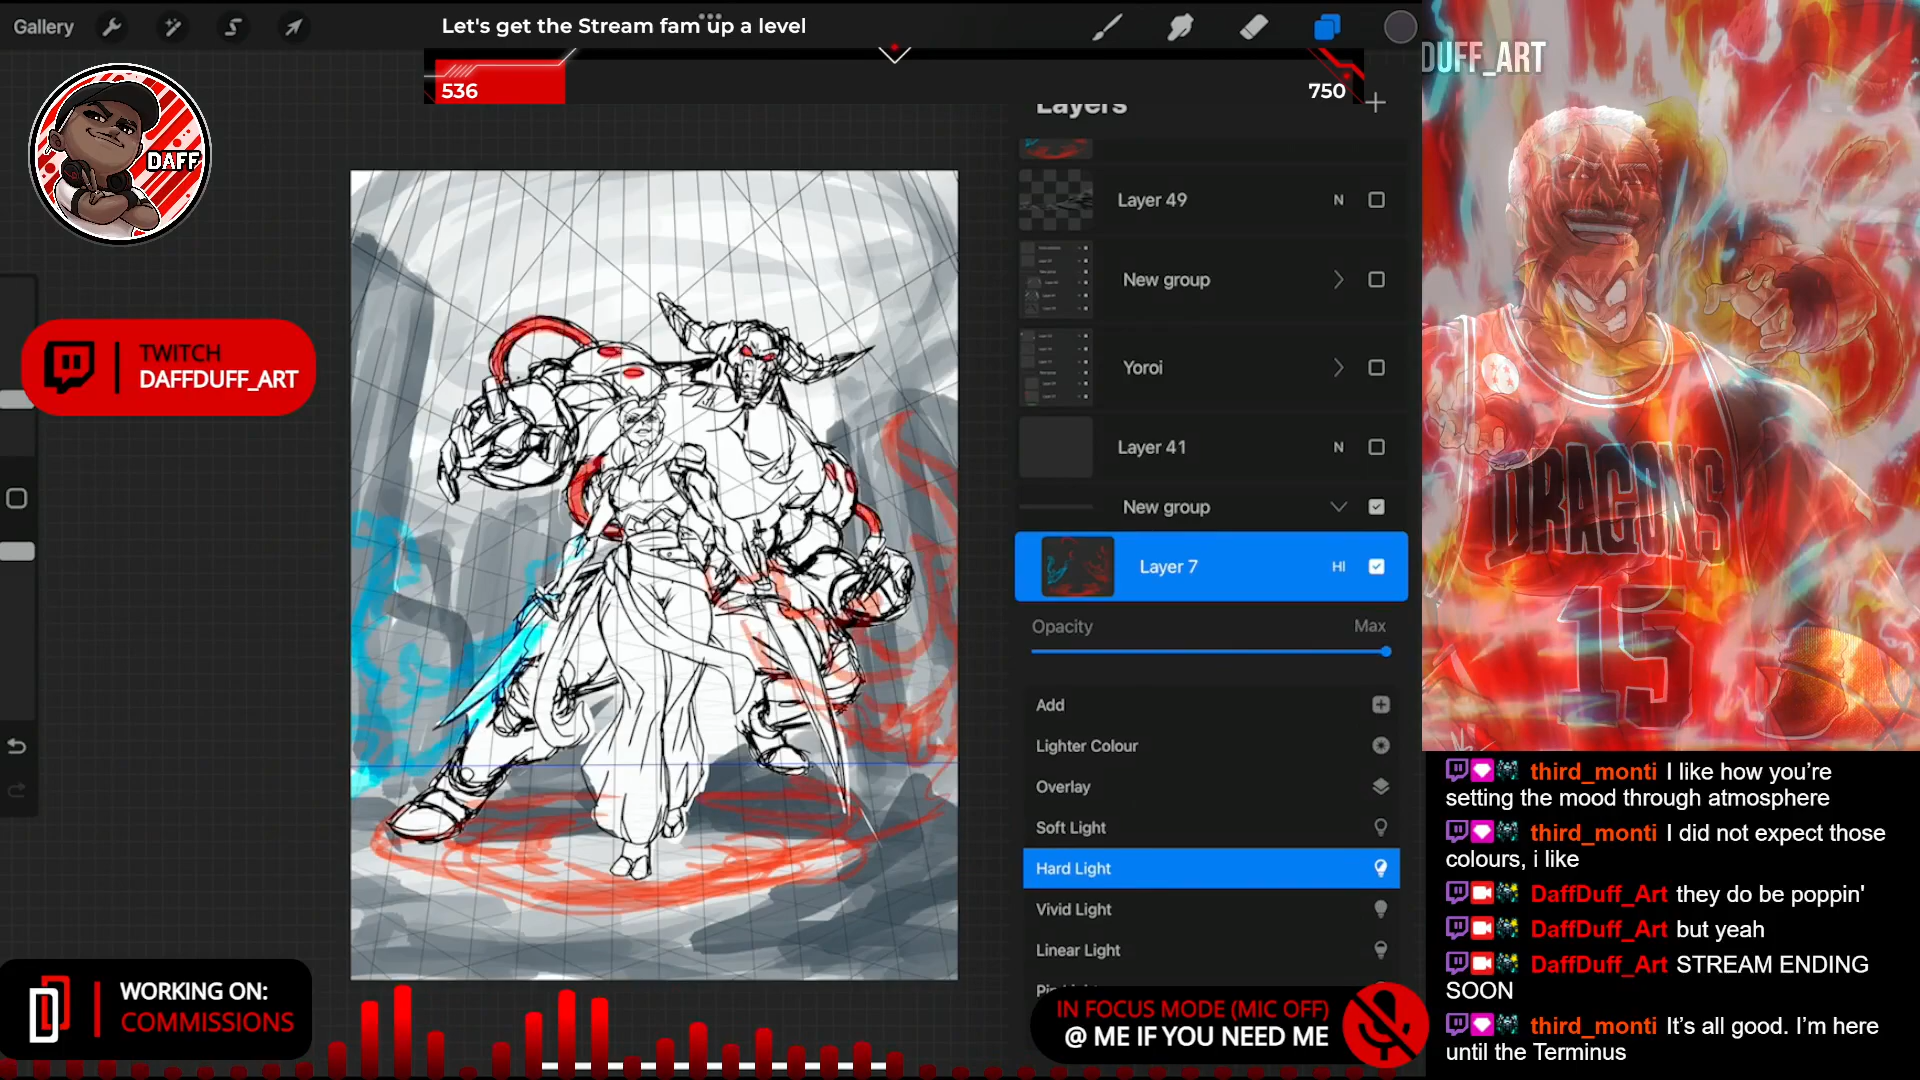 Gallery
Let's get the Stream fam up a level
536
750
Layers
DAFF
TWITCH
DAFFDUFF_ART
Layer 49
N
New group
Yoroi
Layer 41
N
New group
Layer 7
HI
Opacity
Max
Add
Lighter Colour
Overlay
Soft Light
Hard Light
Vivid Light
Linear Light
WORKING ON:
COMMISSIONS
IN FOCUS MODE (MIC OFF)
@ ME IF YOU NEED ME
DUFF_ART
DRAGONS
15
third_monti I like how you’re
setting the mood through atmosphere
third_monti I did not expect those
colours, i like
DaffDuff_Art they do be poppin'
DaffDuff_Art but yeah
DaffDuff_Art STREAM ENDING
SOON
third_monti It’s all good. I’m here
until the Terminus